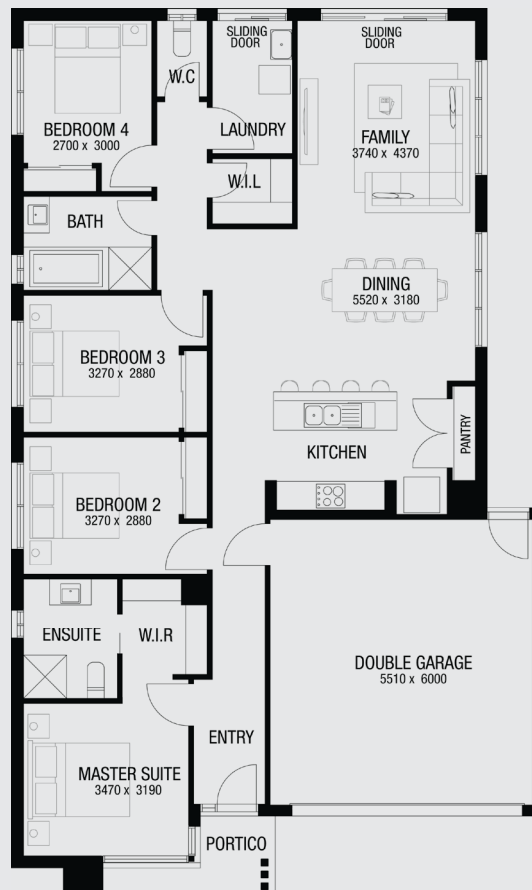 W.C
SLIDING
DOOR
SLIDING
DOOR
BEDROOM 4
2700 x 3000
LAUNDRY
FAMILY
3740 x 4370
W.I.L
BATH
DINING
5520 x 3180
BEDROOM 3
3270 x 2880
KITCHEN
PANTRY
BEDROOM 2
3270 x 2880
ENSUITE
W.I.R
DOUBLE GARAGE
5510 x 6000
ENTRY
MASTER SUITE
3470 x 3190
PORTICO